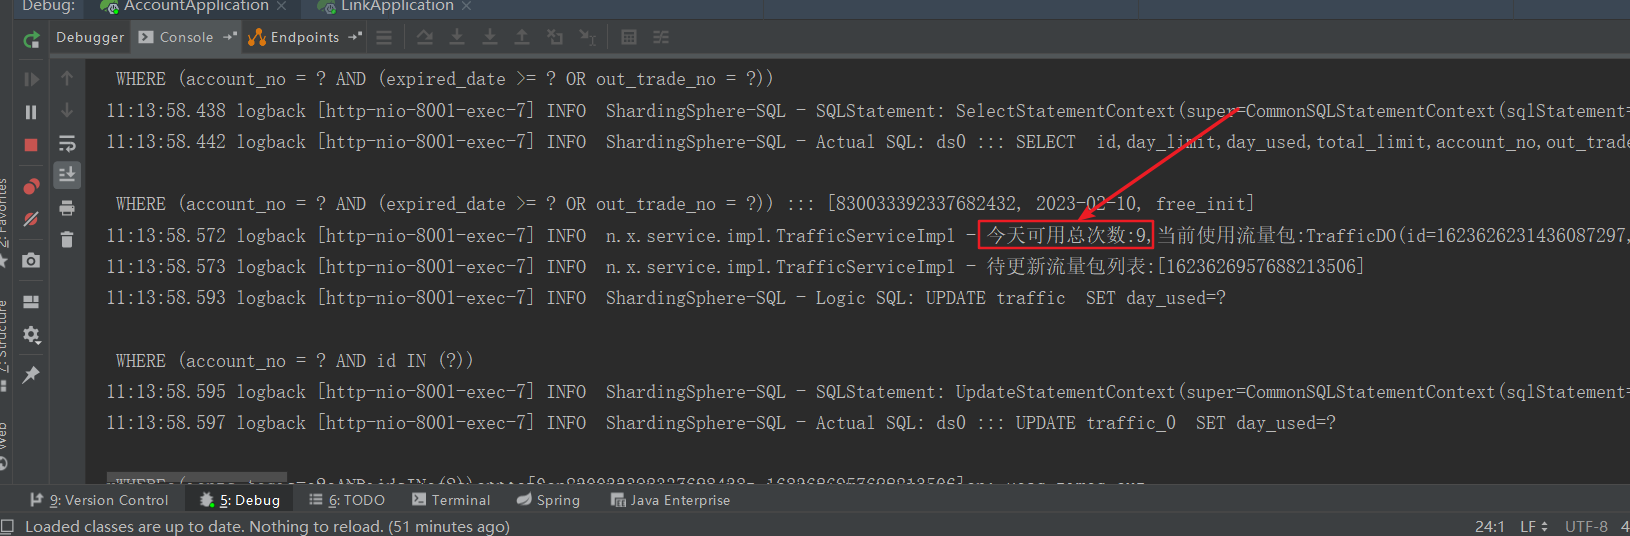 Debug: AccountApplication × LinkApplication ×
Debugger Console →* Endpoints →*
WHERE (account_no = ? AND (expired_date >= ? OR out_trade_no = ?))
11:13:58.438 logback [http-nio-8001-exec-7] INFO  ShardingSphere-SQL - SQLStatement: SelectStatementContext(super=CommonSQLStatementContext(sqlStatement=
11:13:58.442 logback [http-nio-8001-exec-7] INFO  ShardingSphere-SQL - Actual SQL: ds0 ::: SELECT  id,day_limit,day_used,total_limit,account_no,out_trade
WHERE (account_no = ? AND (expired_date >= ? OR out_trade_no = ?)) ::: [830033392337682432, 2023-02-10, free_init]
11:13:58.572 logback [http-nio-8001-exec-7] INFO  n.x.service.impl.TrafficServiceImpl - 今天可用总次数:9,当前使用流量包:TrafficDO(id=1623626231436087297,
11:13:58.573 logback [http-nio-8001-exec-7] INFO  n.x.service.impl.TrafficServiceImpl - 待更新流量包列表:[1623626957688213506]
11:13:58.593 logback [http-nio-8001-exec-7] INFO  ShardingSphere-SQL - Logic SQL: UPDATE traffic  SET day_used=?
WHERE (account_no = ? AND id IN (?))
11:13:58.595 logback [http-nio-8001-exec-7] INFO  ShardingSphere-SQL - SQLStatement: UpdateStatementContext(super=CommonSQLStatementContext(sqlStatement=
11:13:58.597 logback [http-nio-8001-exec-7] INFO  ShardingSphere-SQL - Actual SQL: ds0 ::: UPDATE traffic_0  SET day_used=?
2: Favorites
7: Structure
Web
9: Version Control 5: Debug 6: TODO Terminal Spring Java Enterprise
Loaded classes are up to date. Nothing to reload. (51 minutes ago) 24:1 LF UTF-8 4